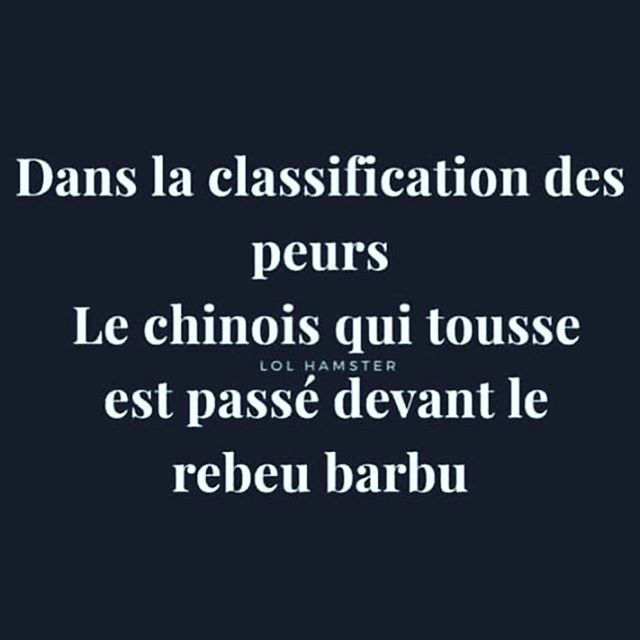 Dans la classification des
peurs
Le chinois qui tousse
LOL HAMSTER
est passé devant le
rebeu barbu